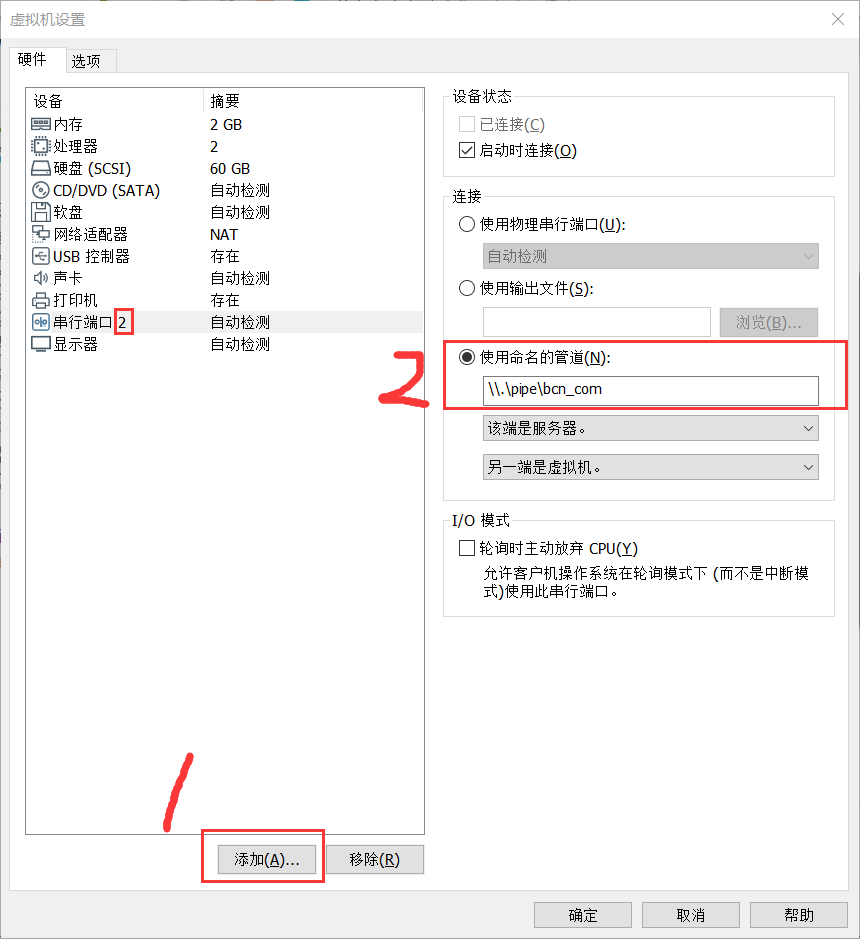 虚拟机设置
硬件 选项
设备 摘要
内存 2 GB
处理器 2
硬盘 (SCSI) 60 GB
CD/DVD (SATA) 自动检测
软盘 自动检测
网络适配器 NAT
USB 控制器 存在
声卡 自动检测
打印机 存在
串行端口 2 自动检测
显示器 自动检测
1
添加(A)... 移除(R)
设备状态
已连接(C)
启动时连接(O)
连接
使用物理串行端口(U):
自动检测
使用输出文件(S):
浏览(B)...
2
使用命名的管道(N):
\\.\pipe\bcn_com
该端是服务器。
另一端是虚拟机。
I/O 模式
轮询时主动放弃 CPU(Y)
允许客户机操作系统在轮询模式下 (而不是中断模
式)使用此串行端口。
确定 取消 帮助